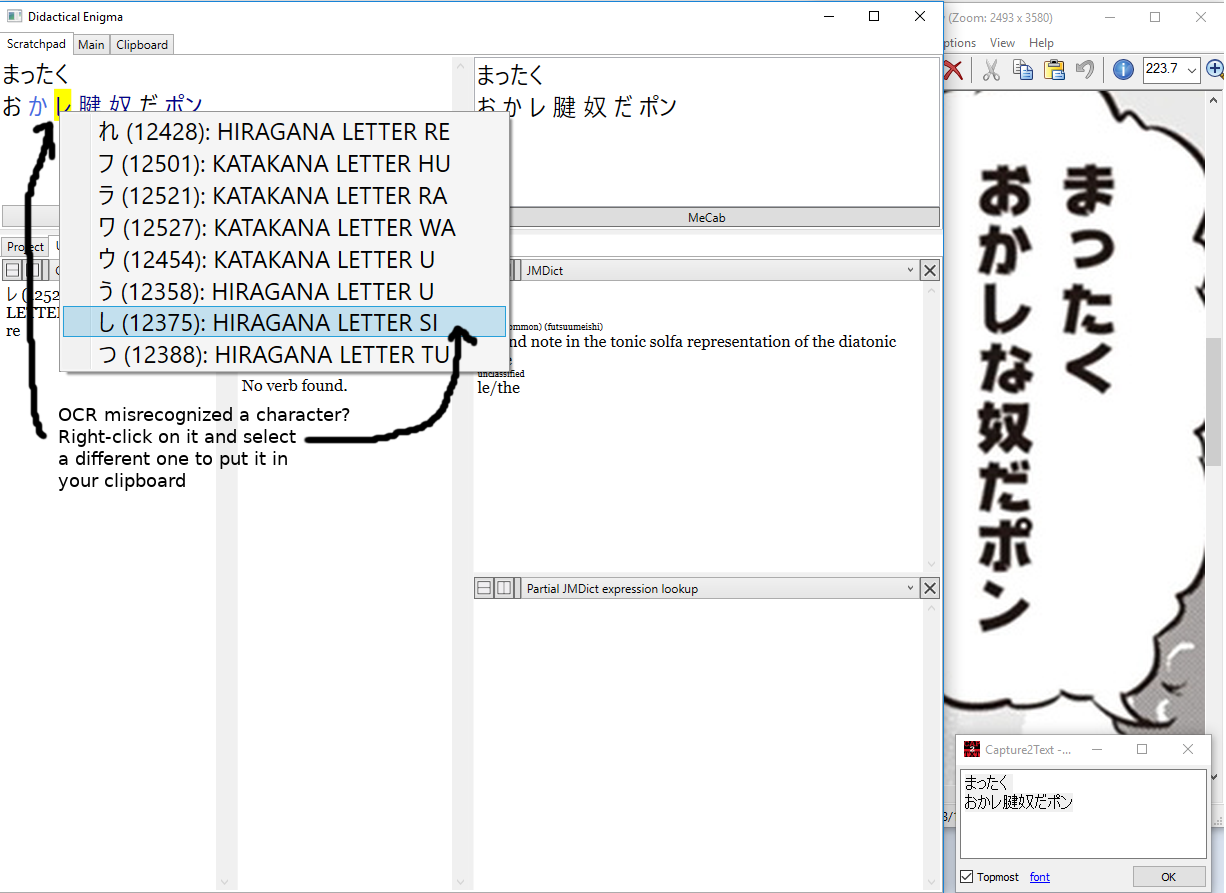 Didactical Enigma
Scratchpad
Main
Clipboard
まったく
お か レ 腱 奴 だ ポン
まったく
お か レ 腱 奴 だ ポン
れ (12428): HIRAGANA LETTER RE
フ (12501): KATAKANA LETTER HU
ラ (12521): KATAKANA LETTER RA
ワ (12527): KATAKANA LETTER WA
ウ (12454): KATAKANA LETTER U
う (12358): HIRAGANA LETTER U
し (12375): HIRAGANA LETTER SI
つ (12388): HIRAGANA LETTER TU
MeCab
Project
JMDict
レ (1252
LETTER
re
ommon) (futsuumeishi)
nd note in the tonic solfa representation of the diatonic
unclassified
le/the
No verb found.
OCR misrecognized a character?
Right-click on it and select
a different one to put it in
your clipboard
Partial JMDict expression lookup
(Zoom: 2493 x 3580)
ptions
View
Help
223.7
まったく
おかしな奴だポン
Capture2Text -...
まったく
おかレ腱奴だポン
Topmost
font
OK